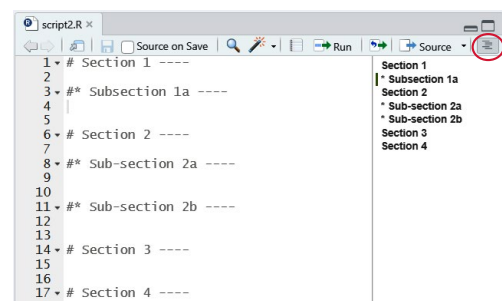 script2.R ×
Source on Save Run Source
1 # Section 1 ----
2
3 #* Subsection 1a ----
4
5
6 # Section 2 ----
7
8 #* Sub-section 2a ----
9
10
11 #* Sub-section 2b ----
12
13
14 # Section 3 ----
15
16
17 # Section 4 ----
Section 1
* Subsection 1a
Section 2
* Sub-section 2a
* Sub-section 2b
Section 3
Section 4